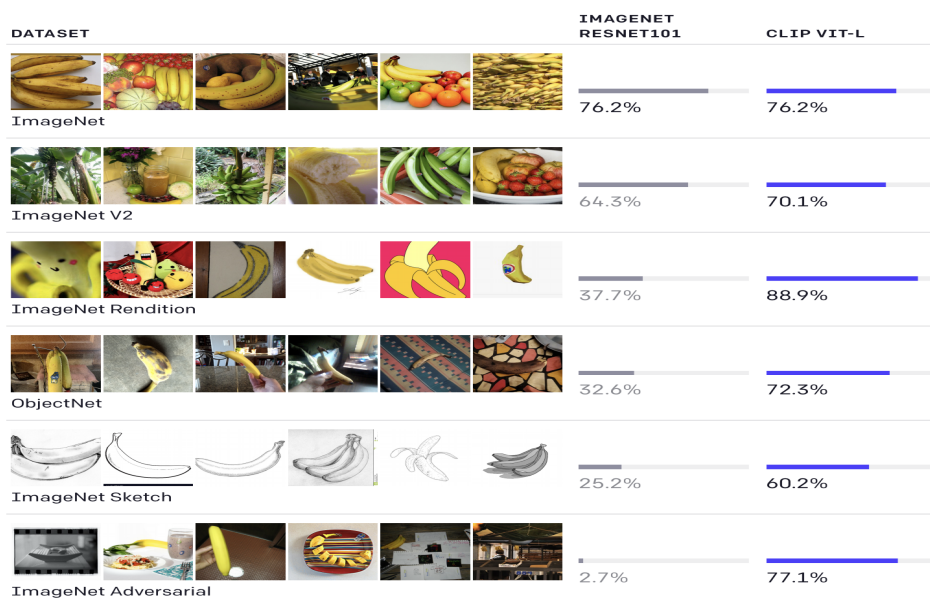 DATASET
IMAGENET
RESNET101
CLIP VIT-L
ImageNet
76.2%
76.2%
ImageNet V2
64.3%
70.1%
ImageNet Rendition
37.7%
88.9%
ObjectNet
32.6%
72.3%
ImageNet Sketch
25.2%
60.2%
ImageNet Adversarial
2.7%
77.1%